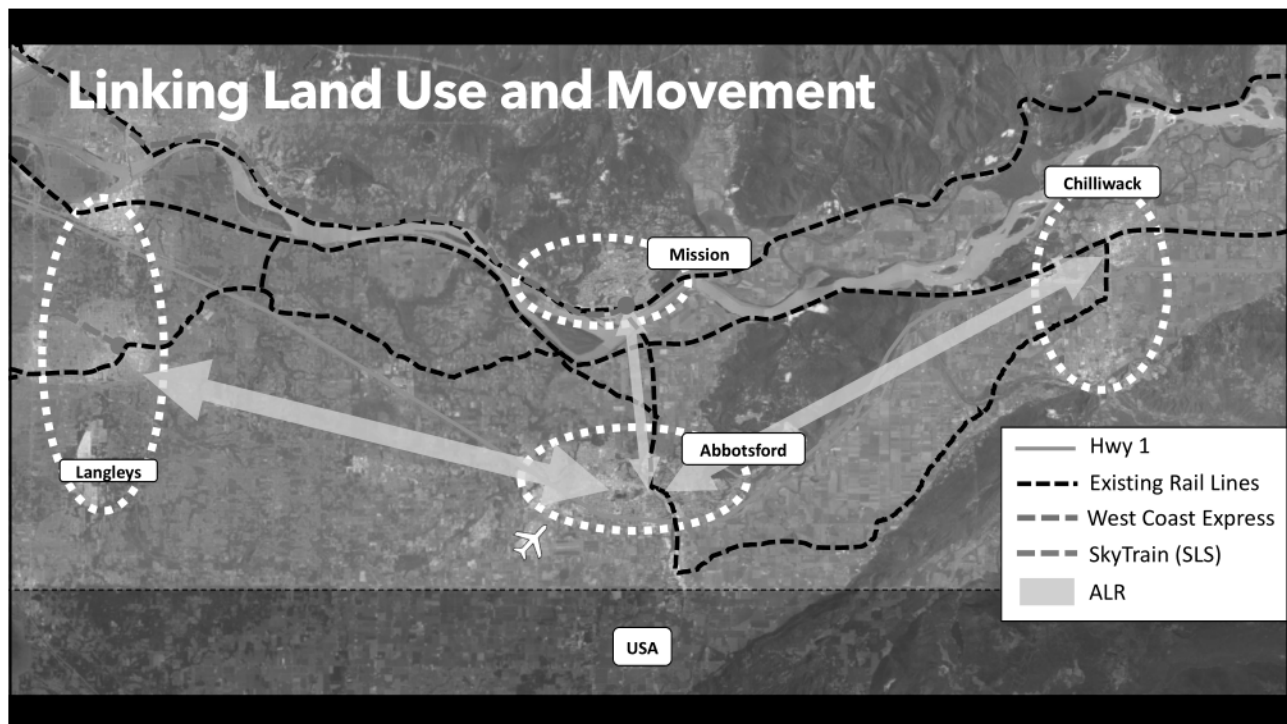 Linking Land Use and Movement
Chilliwack
Mission
Abbotsford
Langleys
Hwy 1
Existing Rail Lines
West Coast Express
SkyTrain (SLS)
ALR
USA